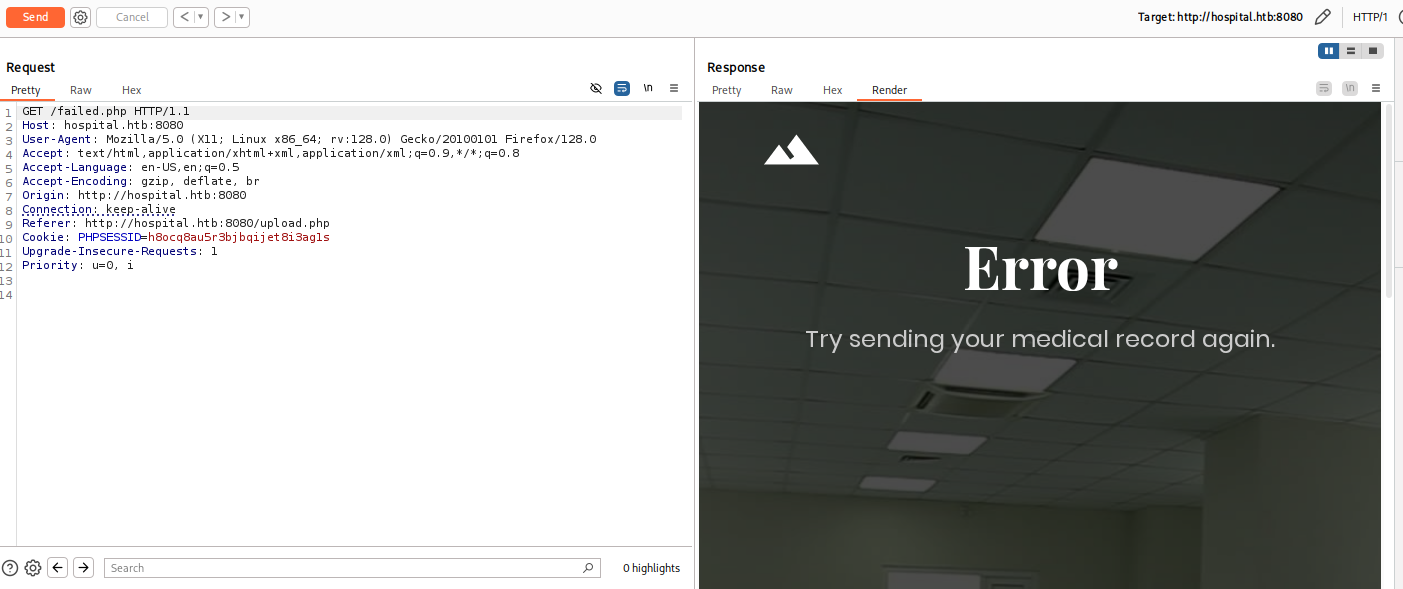 Send
Cancel
Target: http://hospital.htb:8080
HTTP/1
Request
Response
Pretty Raw Hex
\n
Pretty Raw Hex Render
\n
1 GET /failed.php HTTP/1.1
2 Host: hospital.htb:8080
3 User-Agent: Mozilla/5.0 (X11; Linux x86_64; rv:128.0) Gecko/20100101 Firefox/128.0
4 Accept: text/html,application/xhtml+xml,application/xml;q=0.9,*/*;q=0.8
5 Accept-Language: en-US,en;q=0.5
6 Accept-Encoding: gzip, deflate, br
7 Origin: http://hospital.htb:8080
8 Connection: keep-alive
9 Referer: http://hospital.htb:8080/upload.php
10 Cookie: PHPSESSID=h8ocq8au5r3bjbqijet8i3ag1s
11 Upgrade-Insecure-Requests: 1
12 Priority: u=0, i
13
14
Error
Try sending your medical record again.
Search
0 highlights